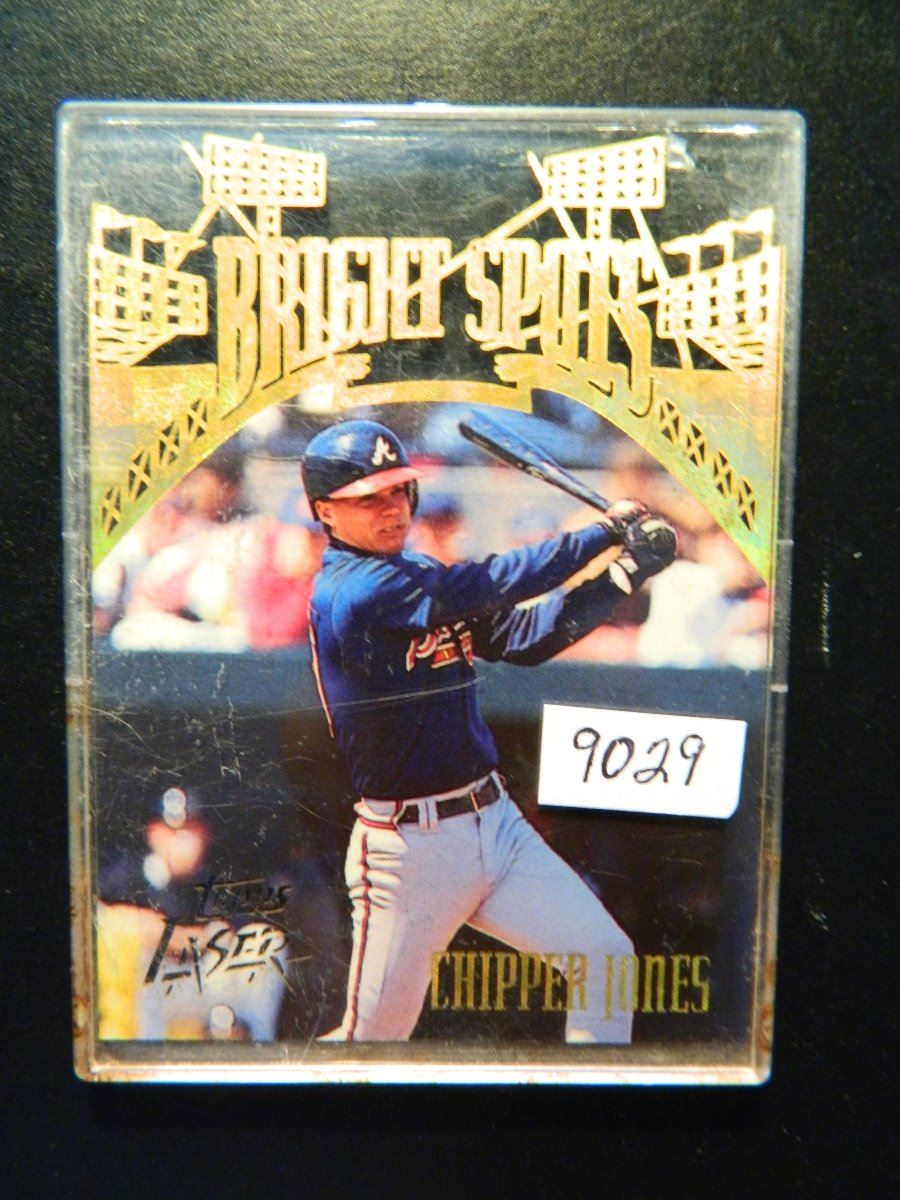 BRIGHT SPOTS
A
9029
Topps
LASER
CHIPPER JONES